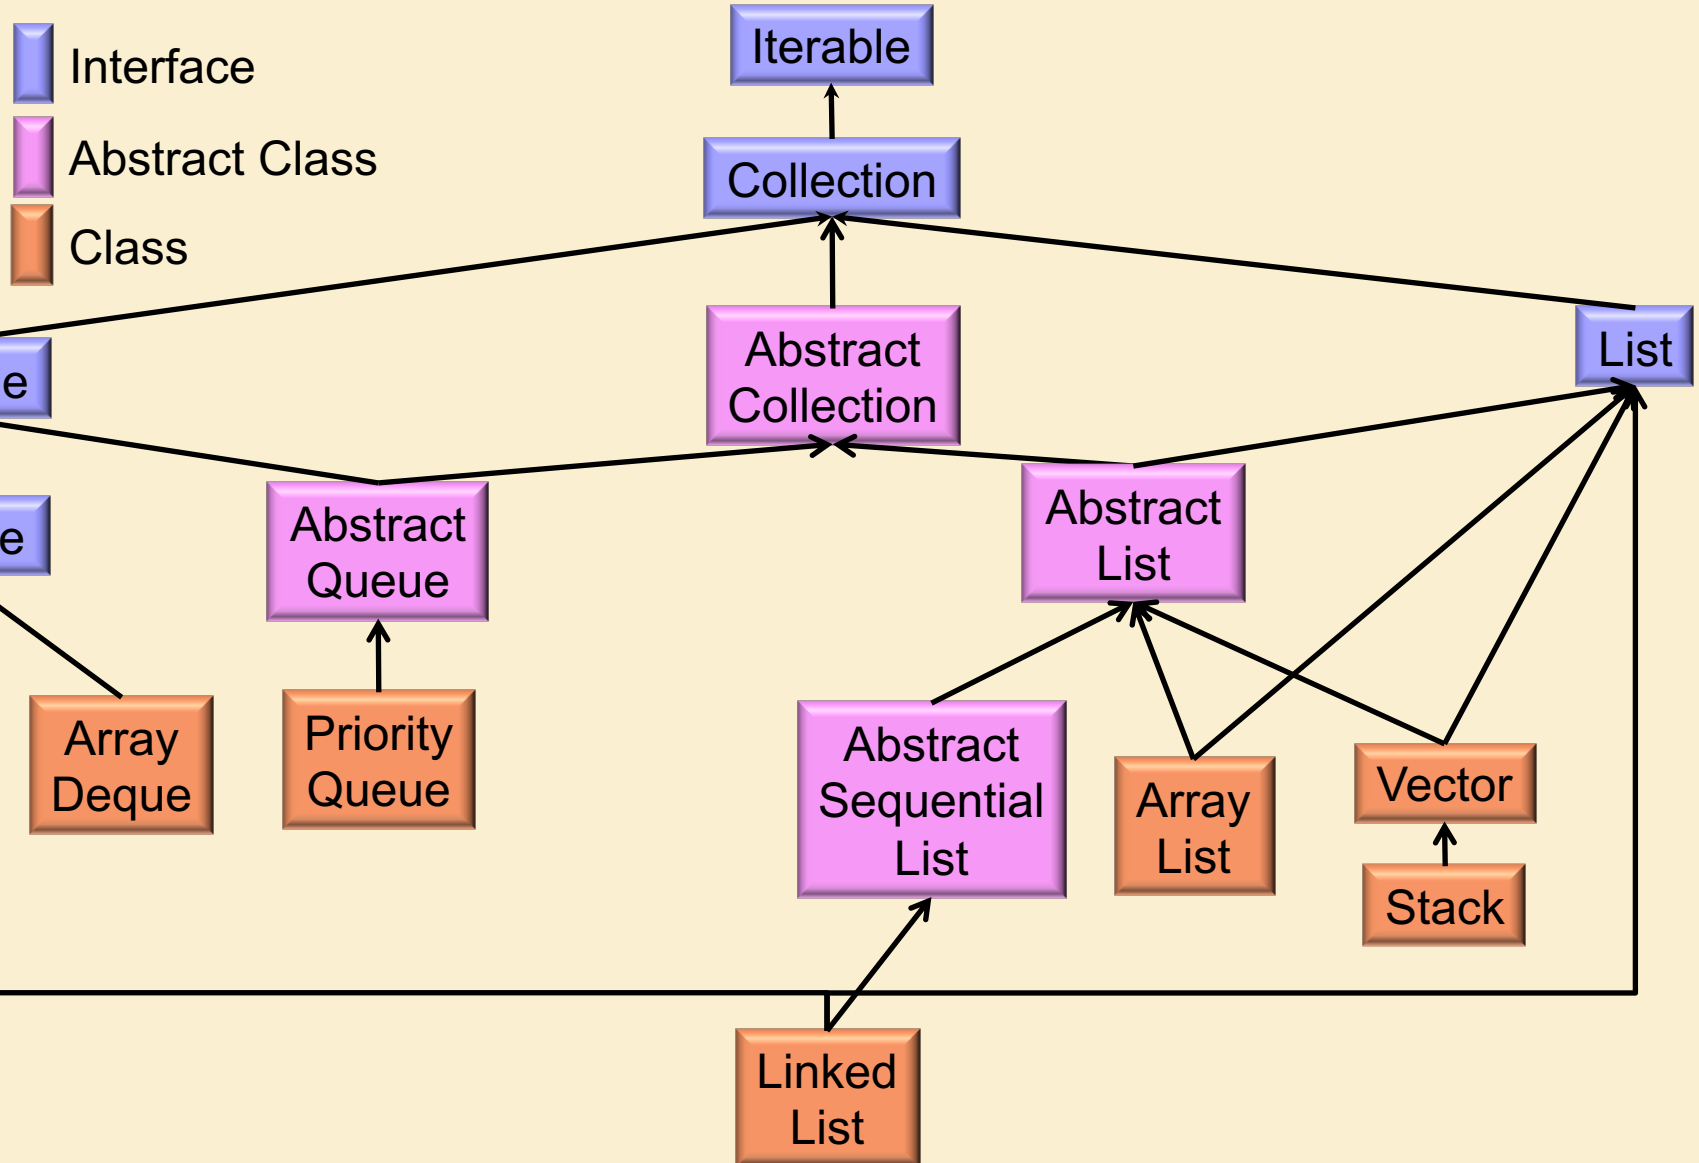 Interface
Abstract Class
Class
Iterable
Collection
Abstract
Collection
List
e
e
Abstract
Queue
Abstract
List
Array
Deque
Priority
Queue
Abstract
Sequential
List
Array
List
Vector
Stack
Linked
List